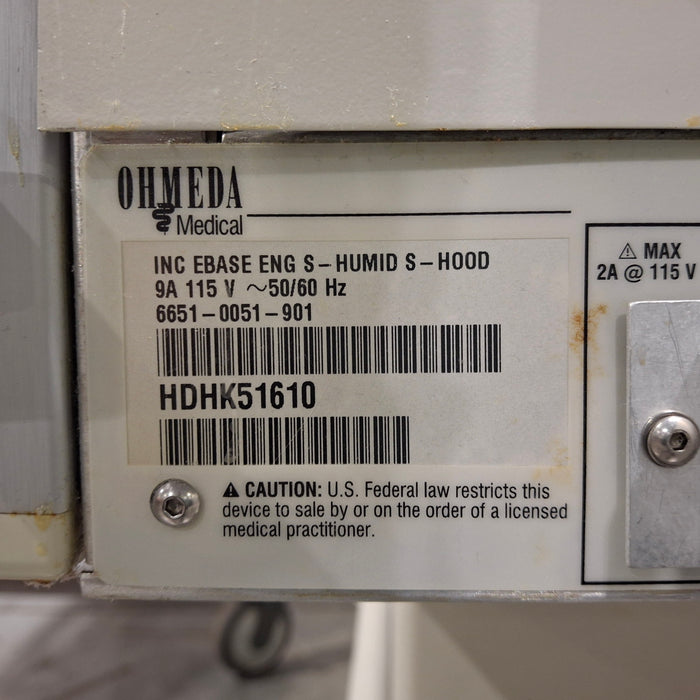 OHMEDA
Medical
INC EBASE ENG S-HUMID S-HOOD
9A 115 V ~50/60 Hz
6651-0051-901
HDHK51610
⚠ CAUTION: U.S. Federal law restricts this
device to sale by or on the order of a licensed
medical practitioner.
⚠ MAX
2A @ 115 V